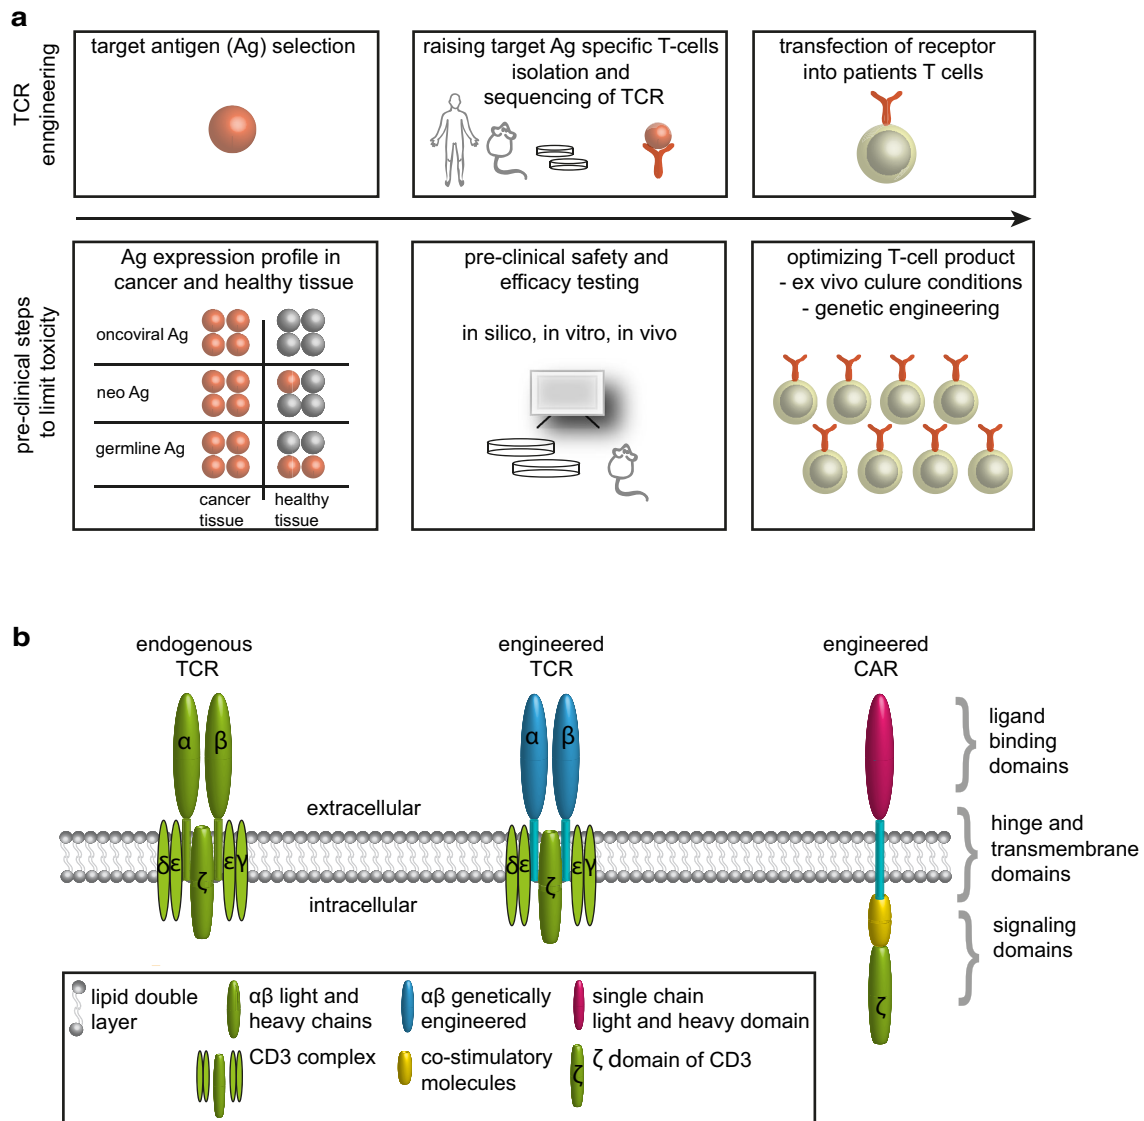 a
TCR
enngineering
target antigen (Ag) selection
raising target Ag specific T-cells
isolation and
sequencing of TCR
transfection of receptor
into patients T cells
pre-clinical steps
to limit toxicity
Ag expression profile in
cancer and healthy tissue
oncoviral Ag
neo Ag
germline Ag
cancer
tissue
healthy
tissue
pre-clinical safety and
efficacy testing
in silico, in vitro, in vivo
optimizing T-cell product
- ex vivo culure conditions
- genetic engineering
b
endogenous
TCR
engineered
TCR
engineered
CAR
α β
α β
ligand
binding
domains
extracellular
hinge and
transmembrane
domains
δ ε ζ ε γ
δ ε ζ ε γ
intracellular
signaling
domains
ζ
lipid double
layer
αβ light and
heavy chains
αβ genetically
engineered
single chain
light and heavy domain
CD3 complex
co-stimulatory
molecules
ζ
ζ domain of CD3